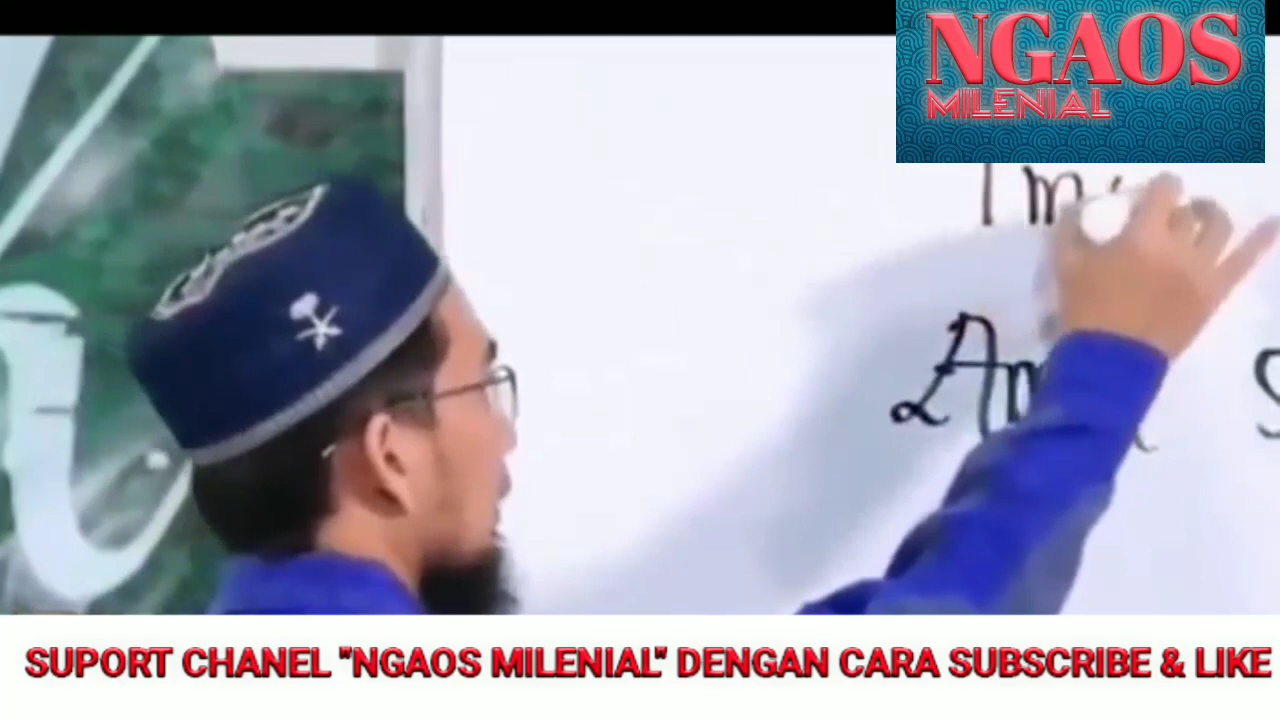 NGAOS
MILENIAL
SUPORT CHANEL "NGAOS MILENIAL" DENGAN CARA SUBSCRIBE & LIKE